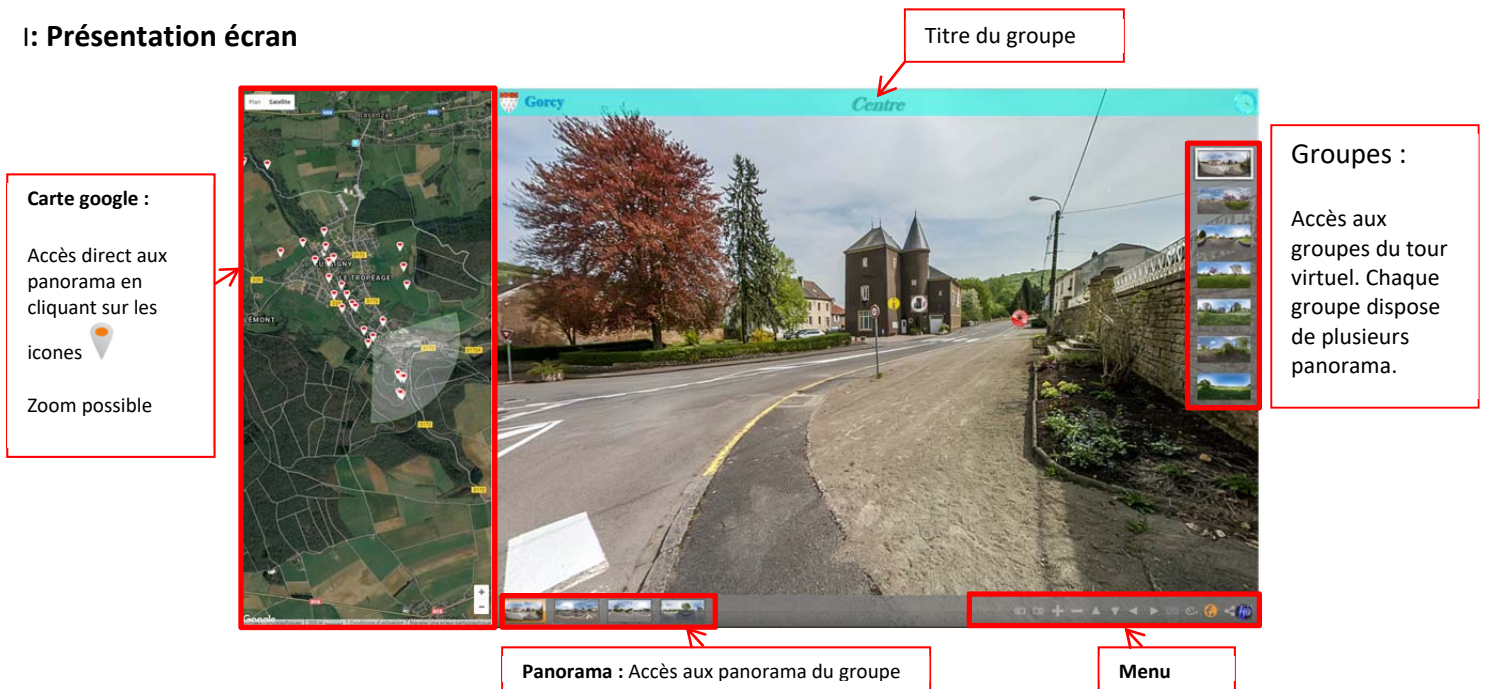 I: Présentation écran
Titre du groupe
Carte google :
Accès direct aux
panorama en
cliquant sur les
icones
Zoom possible
Plan Satellite
LE TROPÉAGE
Google
Gorcy
Centre
Groupes :
Accès aux
groupes du tour
virtuel. Chaque
groupe dispose
de plusieurs
panorama.
Panorama : Accès aux panorama du groupe
Menu